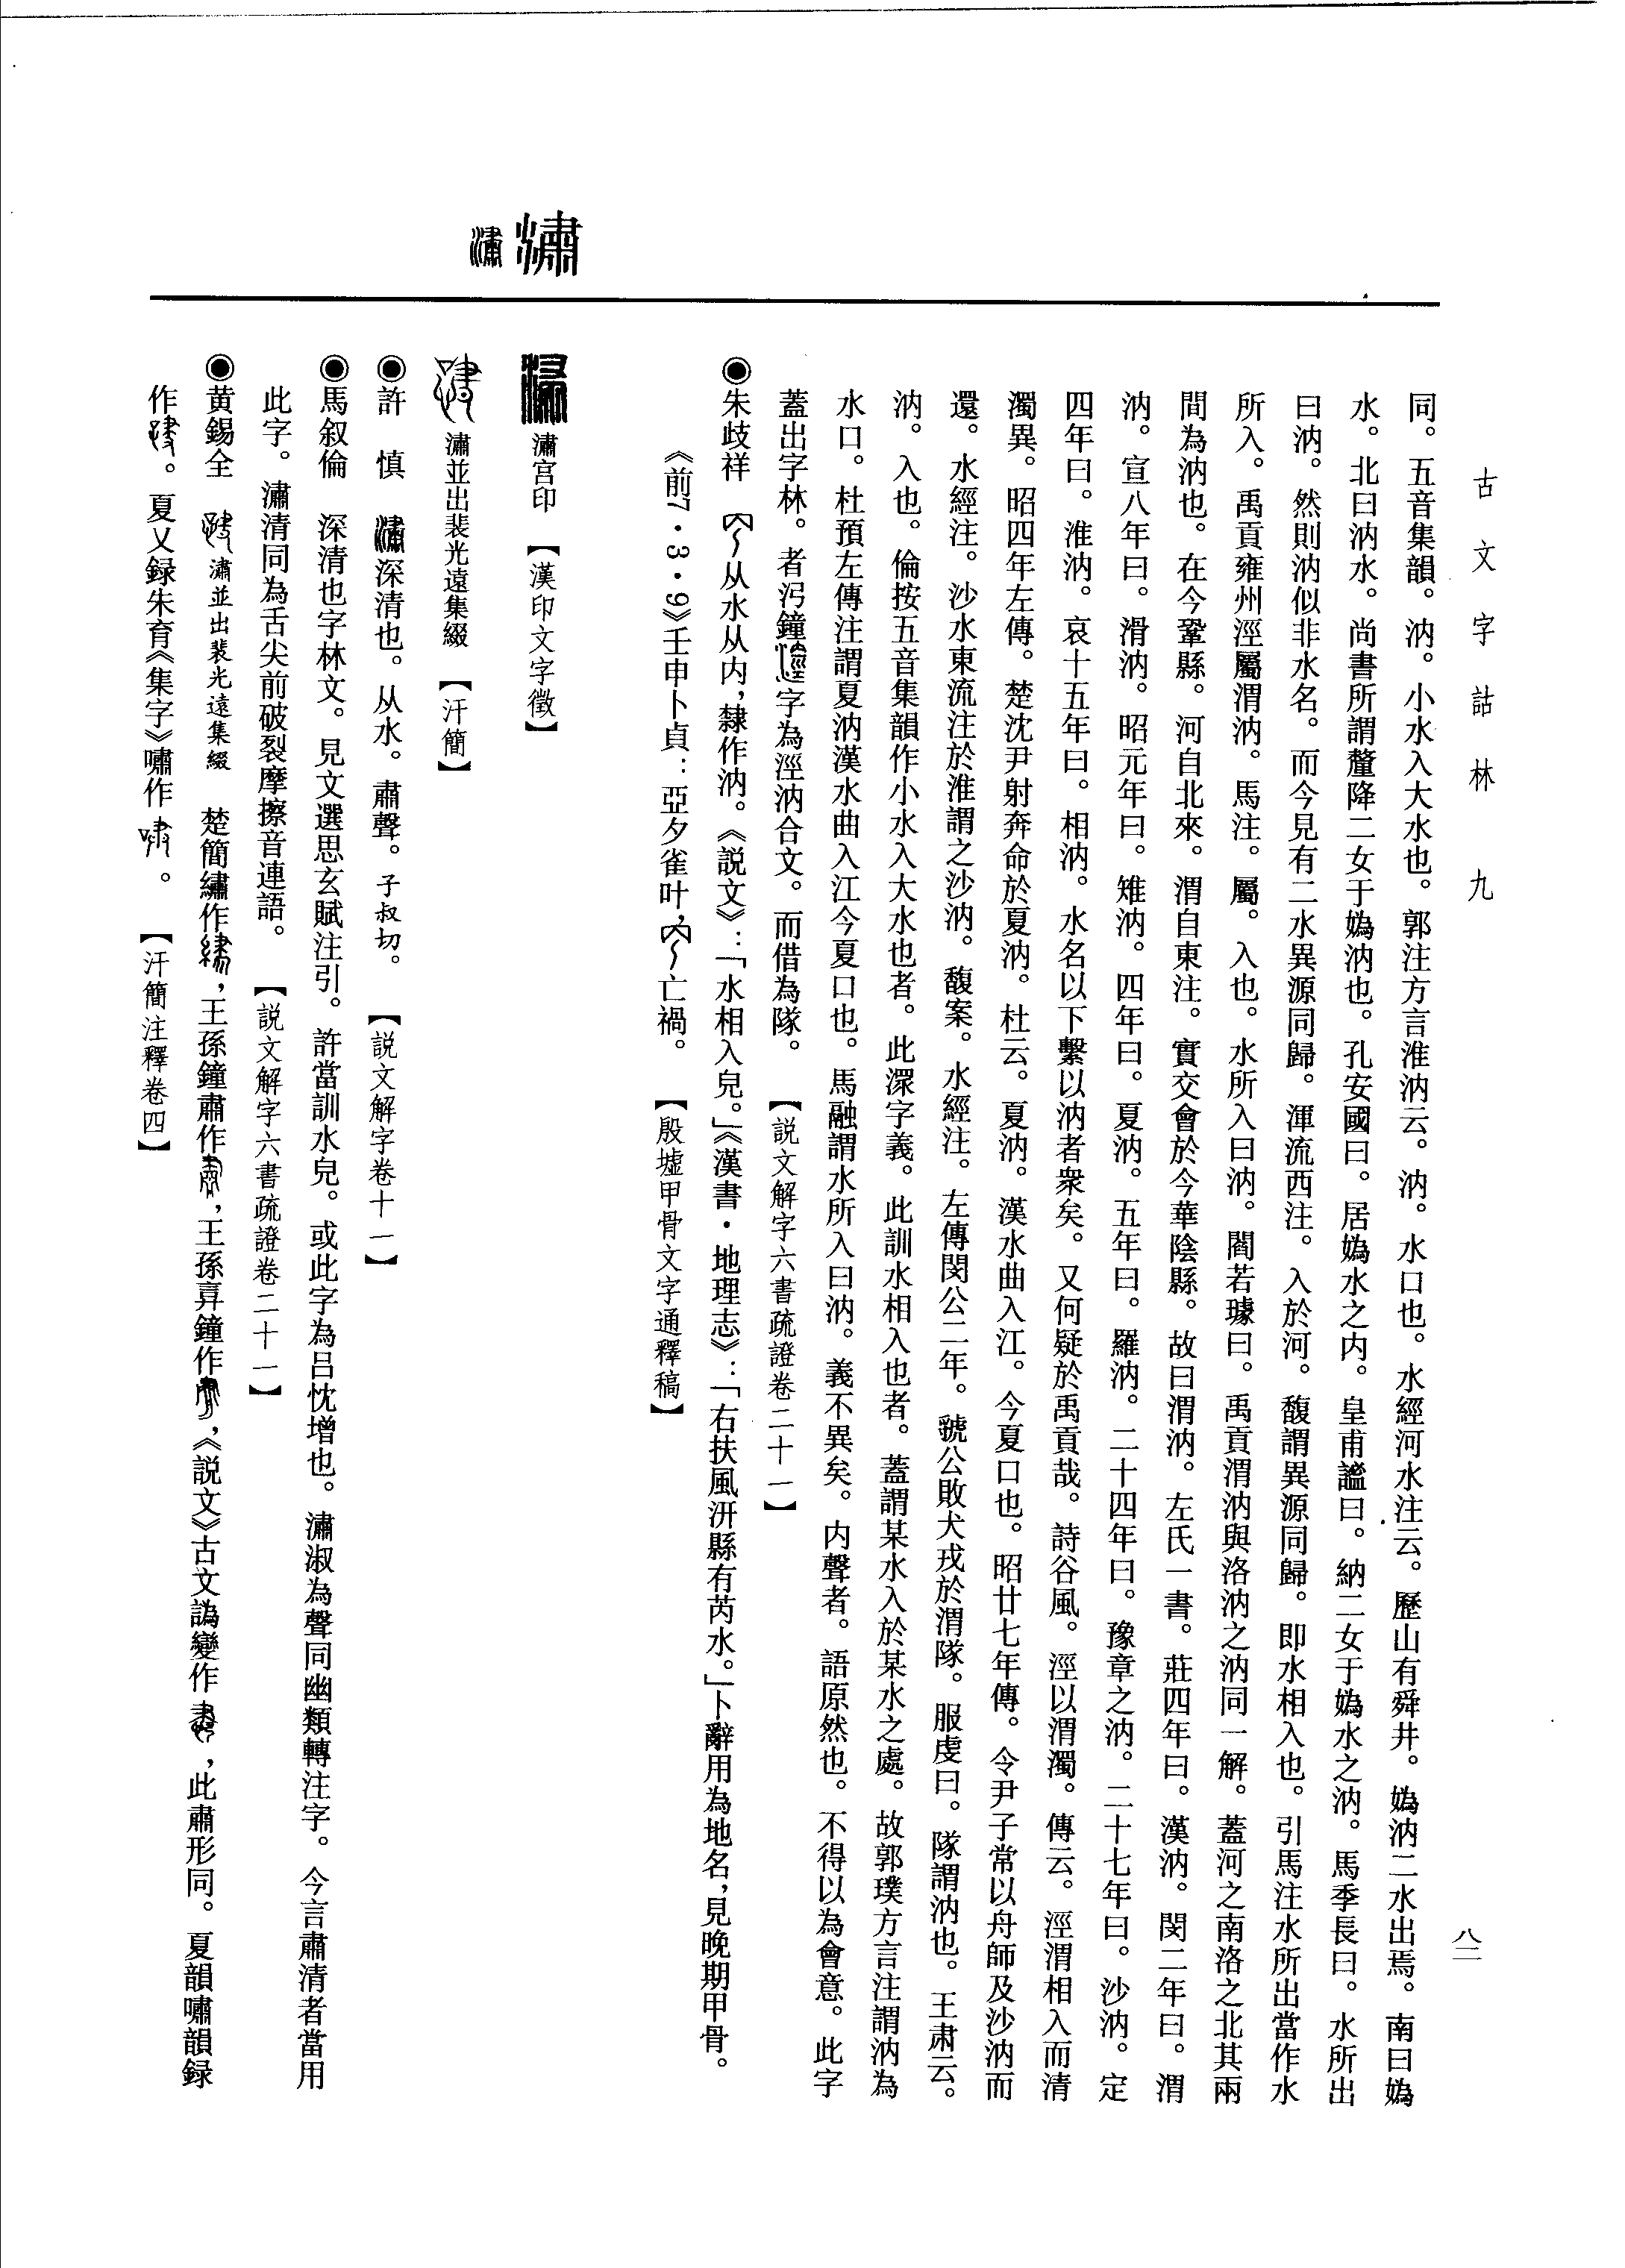 古文字詁林 九
八二
同。五音集韻。汭。小水入大水也。郭注方言淮汭云。汭。水口也。水經河水注云。歷山有舜井。媯汭二水出焉。南曰媯
水。北曰汭水。尚書所謂釐降二女于媯汭也。孔安國曰。居媯水之内。皇甫謐曰。納二女于媯水之汭。馬季長曰。水所出
曰汭。然則汭似非水名。而今見有二水異源同歸。渾流西注。入於河。馥謂異源同歸。即水相入也。引馬注水所出當作水
所入。禹貢雍州涇屬渭汭。馬注。屬。入也。水所入曰汭。閻若璩曰。禹貢渭汭與洛汭之汭同一解。蓋河之南洛之北其兩
間為汭也。在今鞏縣。河自北來。渭自東注。實交會於今華陰縣。故曰渭汭。左氏一書。莊四年曰。漢汭。閔二年曰。渭
汭。宣八年曰。滑汭。昭元年曰。雉汭。四年曰。夏汭。五年曰。羅汭。二十四年曰。豫章之汭。二十七年曰。沙汭。定
四年曰。淮汭。哀十五年曰。相汭。水名以下繫以汭者衆矣。又何疑於禹貢哉。詩谷風。涇以渭濁。傳云。涇渭相入而清
濁異。昭四年左傳。楚沈尹射奔命於夏汭。杜云。夏汭。漢水曲入江。今夏口也。昭廿七年傳。令尹子常以舟師及沙汭而
還。水經注。沙水東流注於淮謂之沙汭。馥案。水經注。左傳閔公二年。虢公敗犬戎於渭隊。服虔曰。隊謂汭也。王肅云。
汭。入也。倫按五音集韻作小水入大水也者。此深字義。此訓水相入也者。蓋謂某水入於某水之處。故郭璞方言注謂汭為
水口。杜預左傳注謂夏汭漢水曲入江今夏口也。馬融謂水所入曰汭。義不異矣。内聲者。語原然也。不得以為會意。此字
蓋出字林。者沔鐘字為涇汭合文。而借為隊。【説文解字六書疏證卷二十一】
◉朱歧祥 从水从内，隸作汭。《説文》：「水相入皃。」《漢書·地理志》：「右扶風汧縣有芮水。」卜辭用為地名，見晚期甲骨。
《前7·3·9》壬申卜貞：亞夕雀叶，亡禍。【殷墟甲骨文字通釋稿】
潚
潚宫印【漢印文字徵】
潚並出裴光遠集綴【汗簡】
◉許慎 深清也。从水。肅聲。子叔切。【説文解字卷十一】
◉馬叙倫 深清也字林文。見文選思玄賦注引。許當訓水皃。或此字為吕忱增也。潚淑為聲同幽類轉注字。今言肅清者當用
此字。潚清同為舌尖前破裂摩擦音連語。【説文解字六書疏證卷二十一】
◉黄錫全 潚並出裴光遠集綴 楚簡繡作，王孫鐘肅作，王孫㝬鐘作，《説文》古文譌變作，此肅形同。夏韻嘯韻録
作。夏乂録朱育《集字》嘯作。【汗簡注釋卷四】